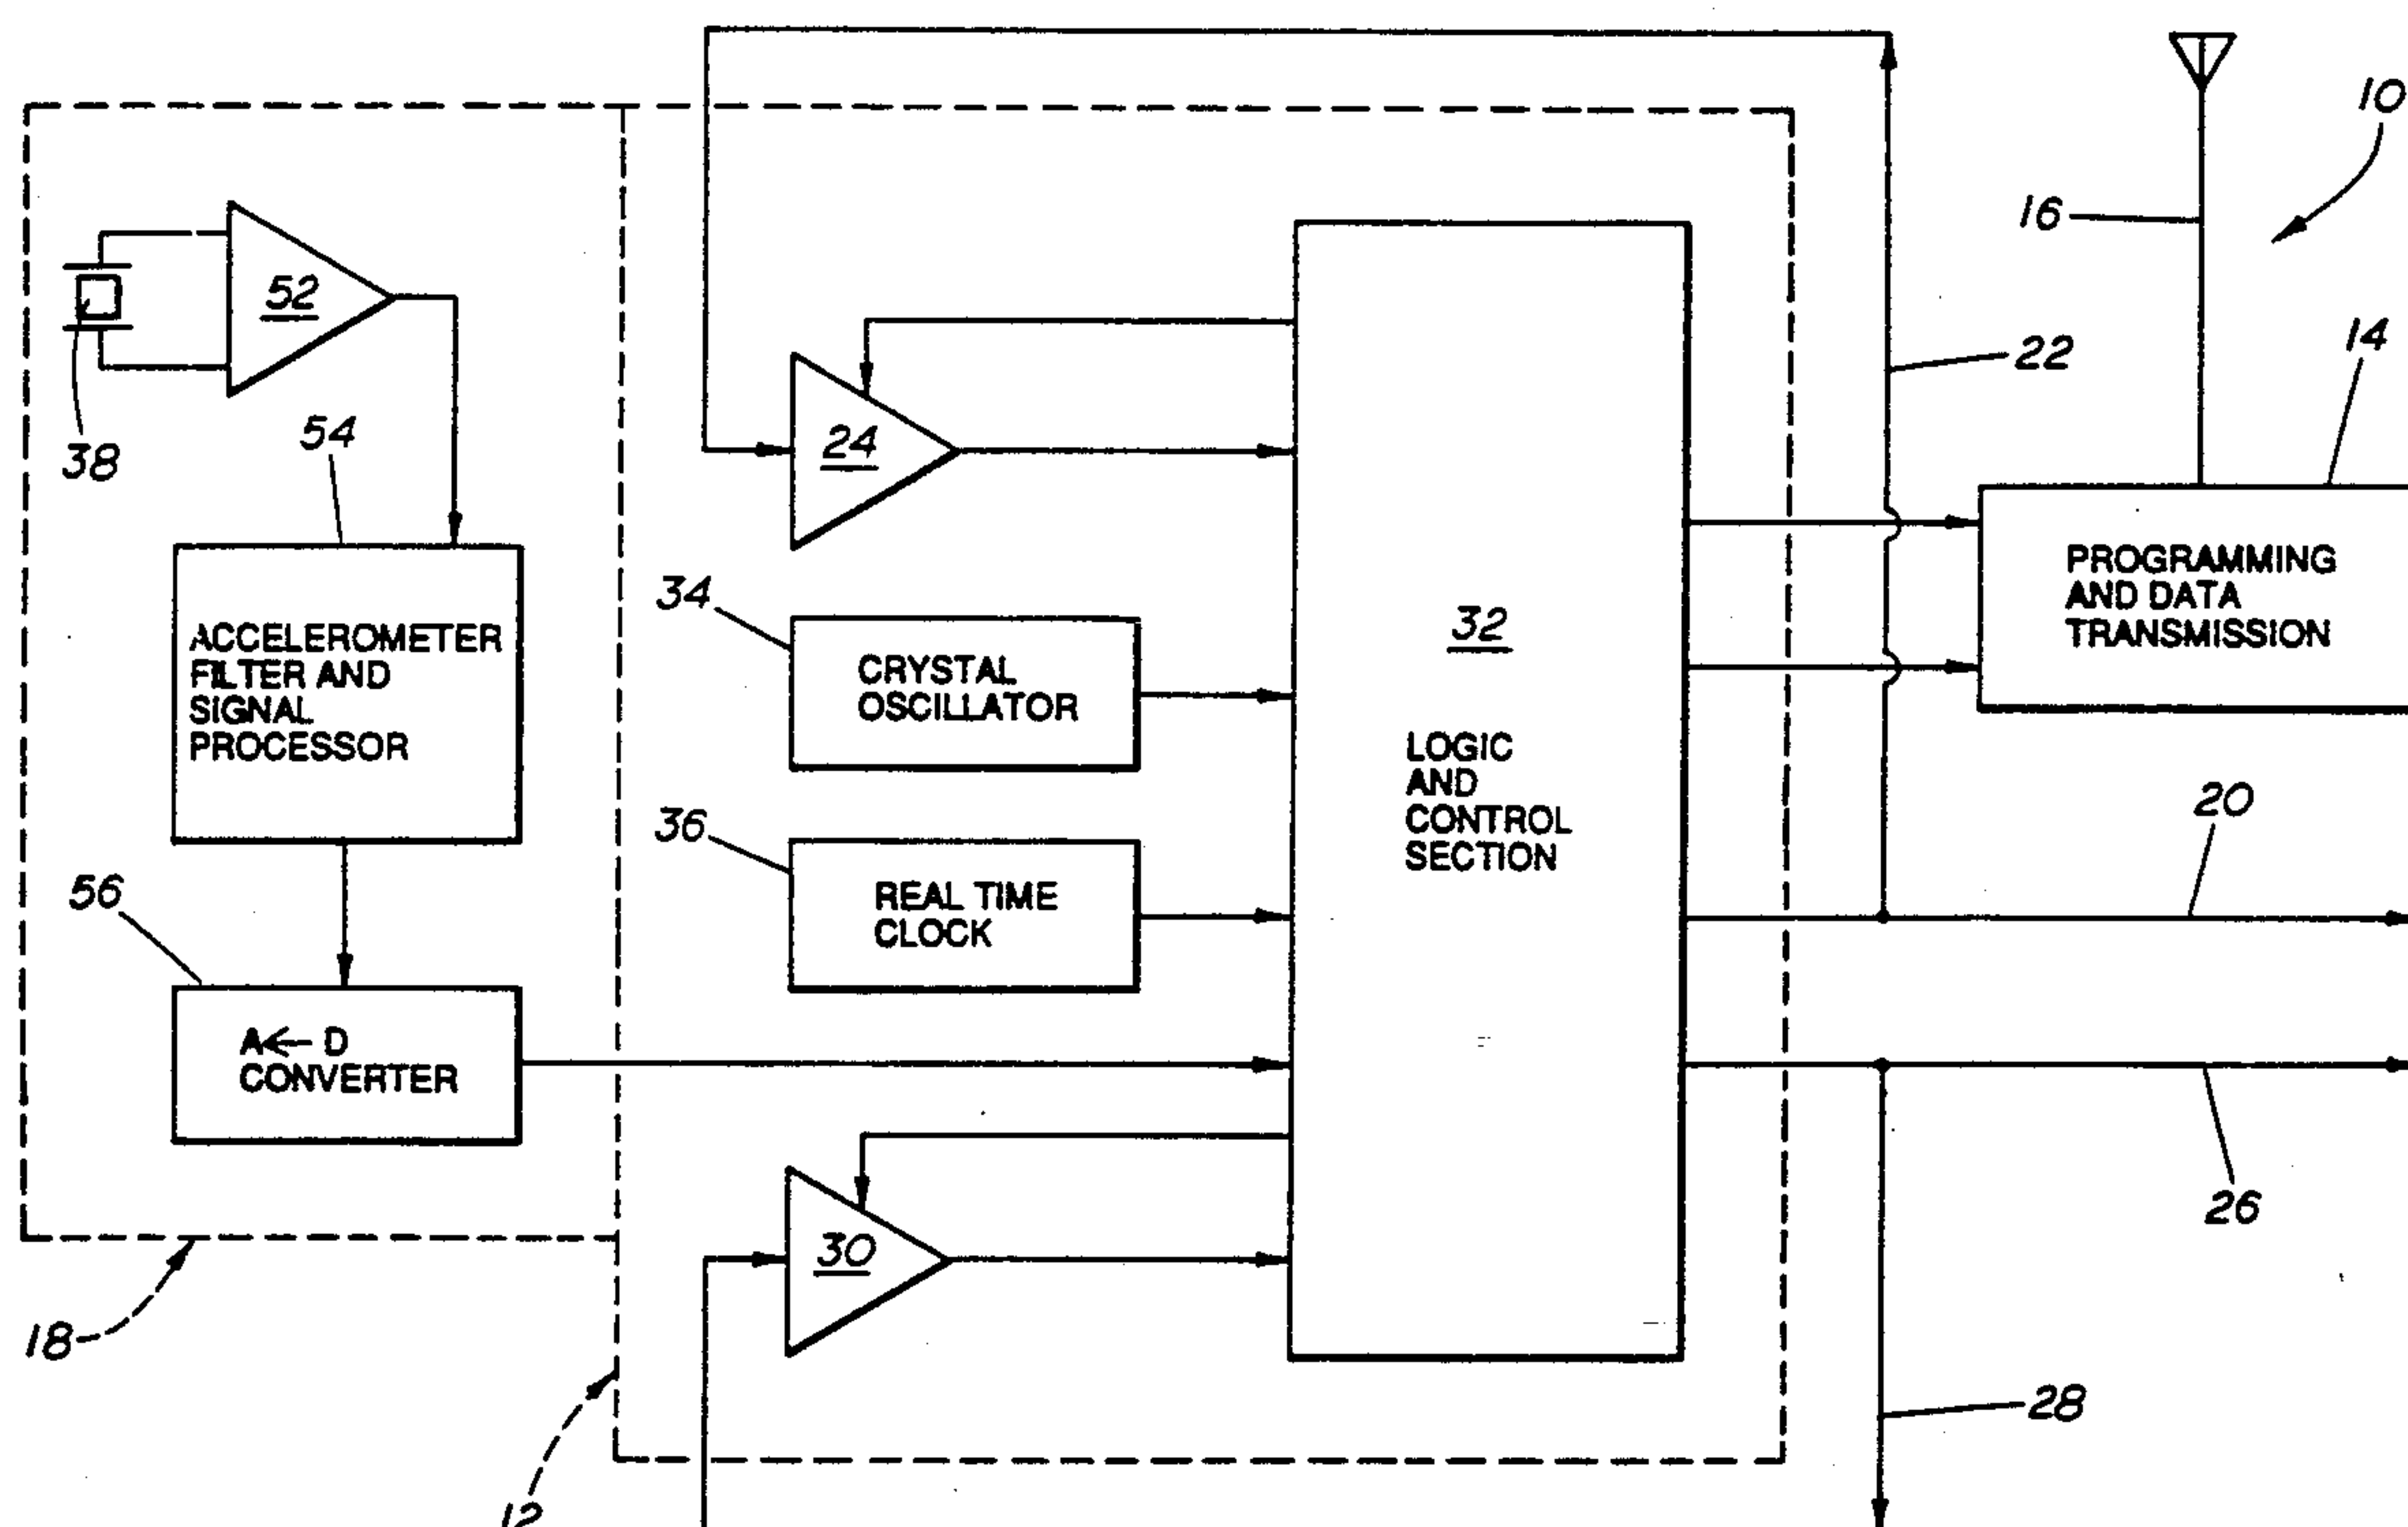 10
16
52
22
14
38
54
24
PROGRAMMING
AND DATA
TRANSMISSION
34
32
ACCELEROMETER
FILTER AND
SIGNAL
PROCESSOR
CRYSTAL
OSCILLATOR
LOGIC
AND
CONTROL
SECTION
20
36
REAL TIME
CLOCK
56
A← D
CONVERTER
26
30
18
28
12